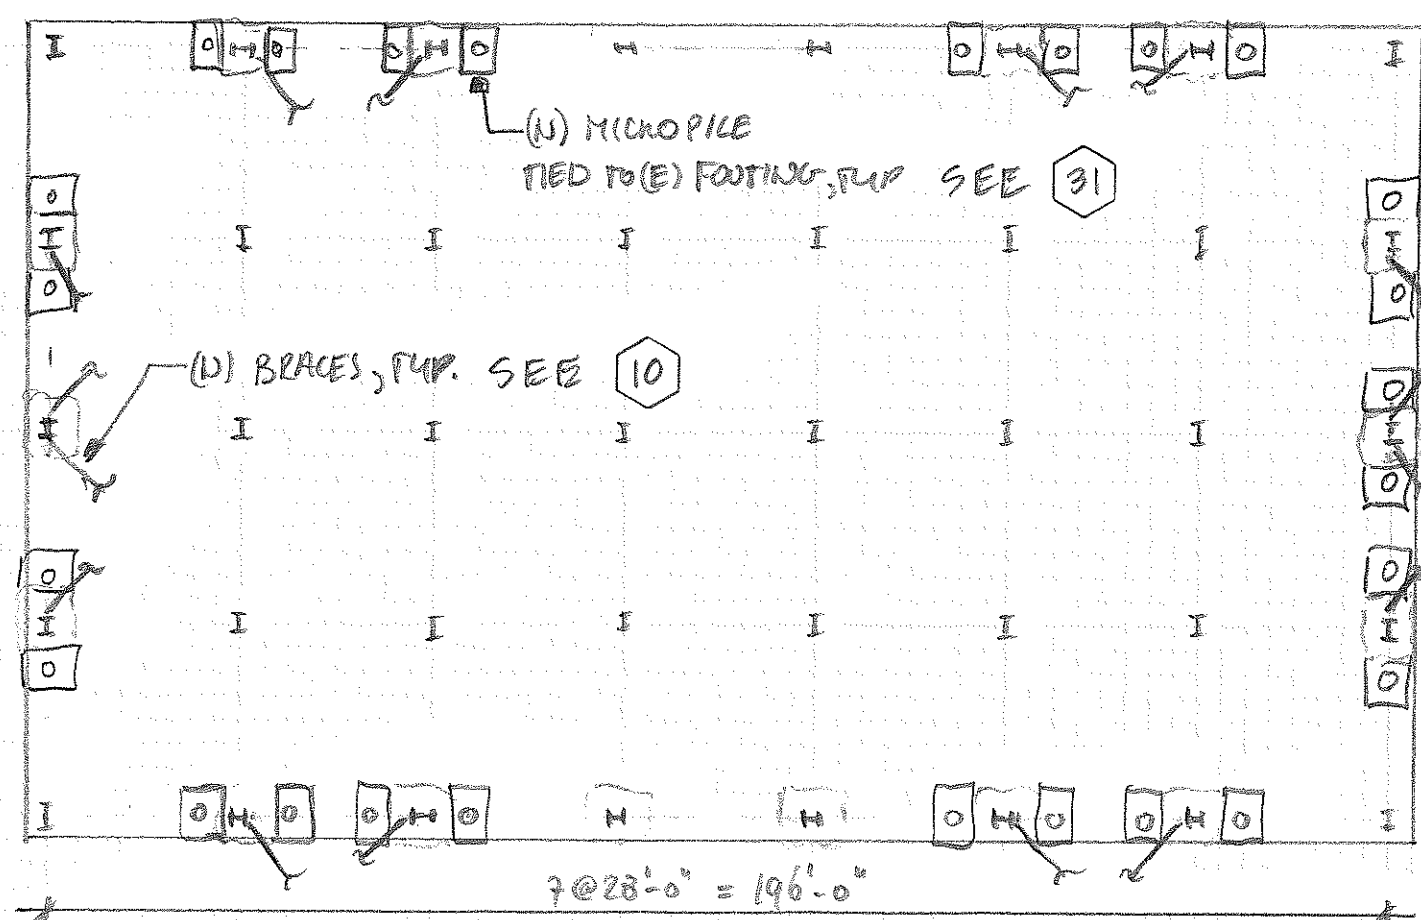 (N) MICROPILE
TIED TO (E) FOOTING, TYP SEE 31
(N) BRACES, TYP. SEE 10
7@28'-0" = 196'-0"